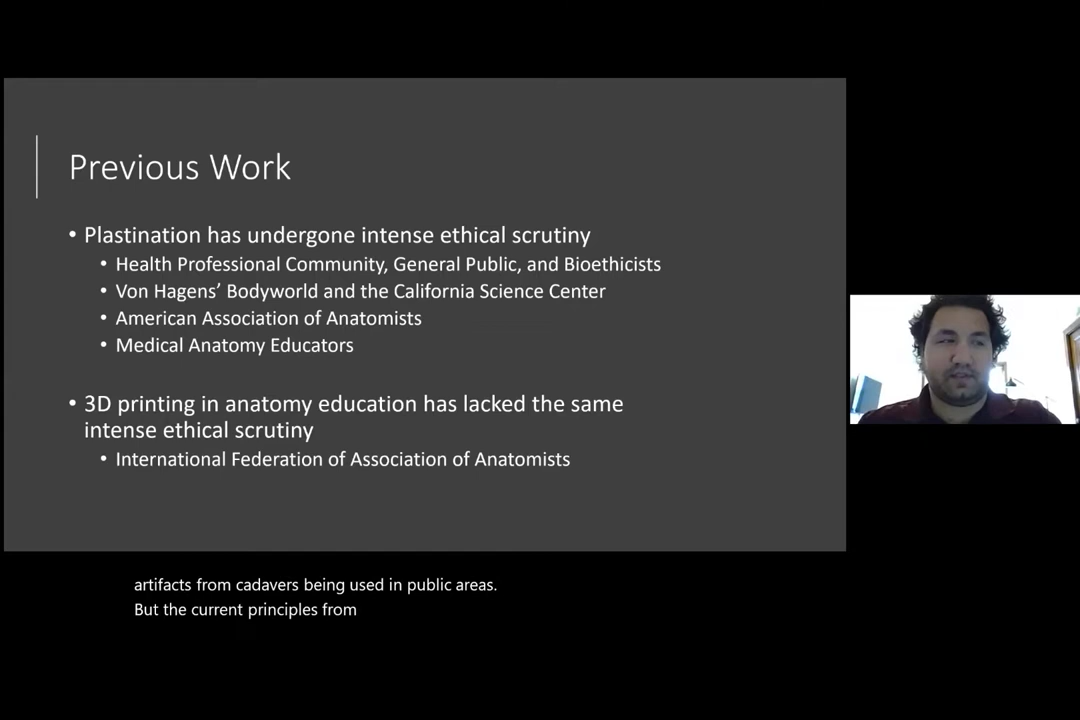 Previous Work
• Plastination has undergone intense ethical scrutiny
• Health Professional Community, General Public, and Bioethicists
• Von Hagens’ Bodyworld and the California Science Center
• American Association of Anatomists
• Medical Anatomy Educators
• 3D printing in anatomy education has lacked the same
intense ethical scrutiny
• International Federation of Association of Anatomists
artifacts from cadavers being used in public areas.
But the current principles from